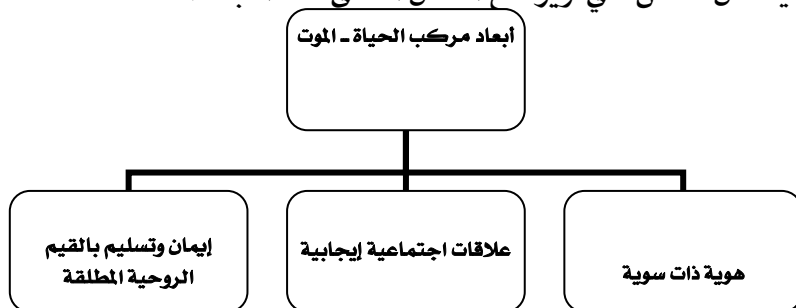 أبعاد مركب الحياة ـ الموت
هوية ذات سوية
علاقات اجتماعية إيجابية
إيمان وتسليم بالقيم
الروحية المطلقة